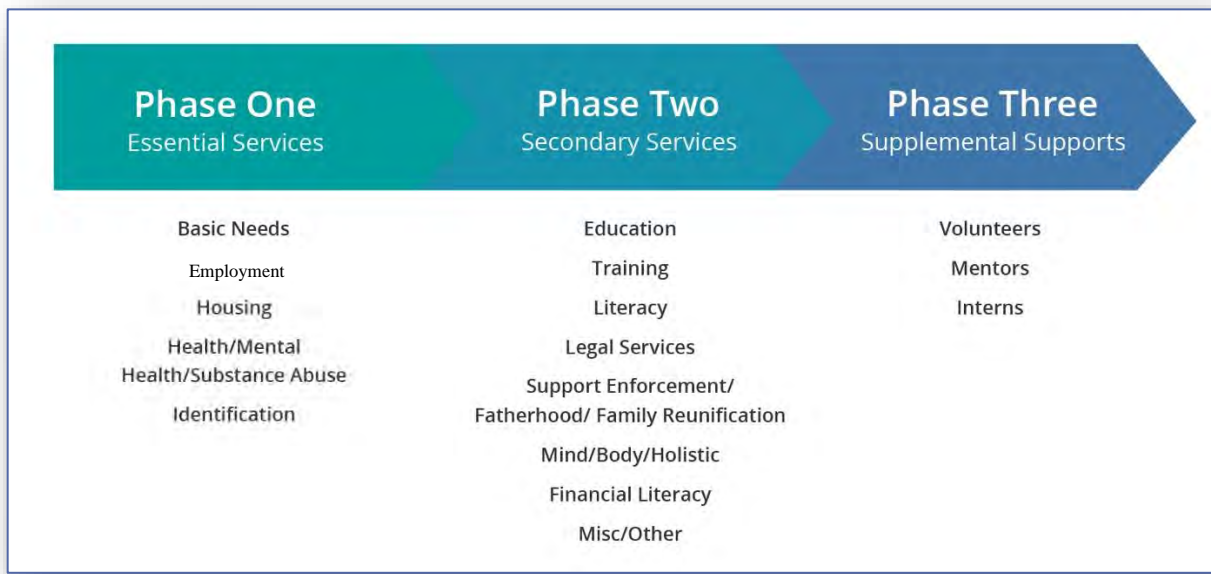 Phase One
Essential Services
Phase Two
Secondary Services
Phase Three
Supplemental Supports
Basic Needs
Employment
Housing
Health/Mental
Health/Substance Abuse
Identification
Education
Training
Literacy
Legal Services
Support Enforcement/
Fatherhood/ Family Reunification
Mind/Body/Holistic
Financial Literacy
Misc/Other
Volunteers
Mentors
Interns